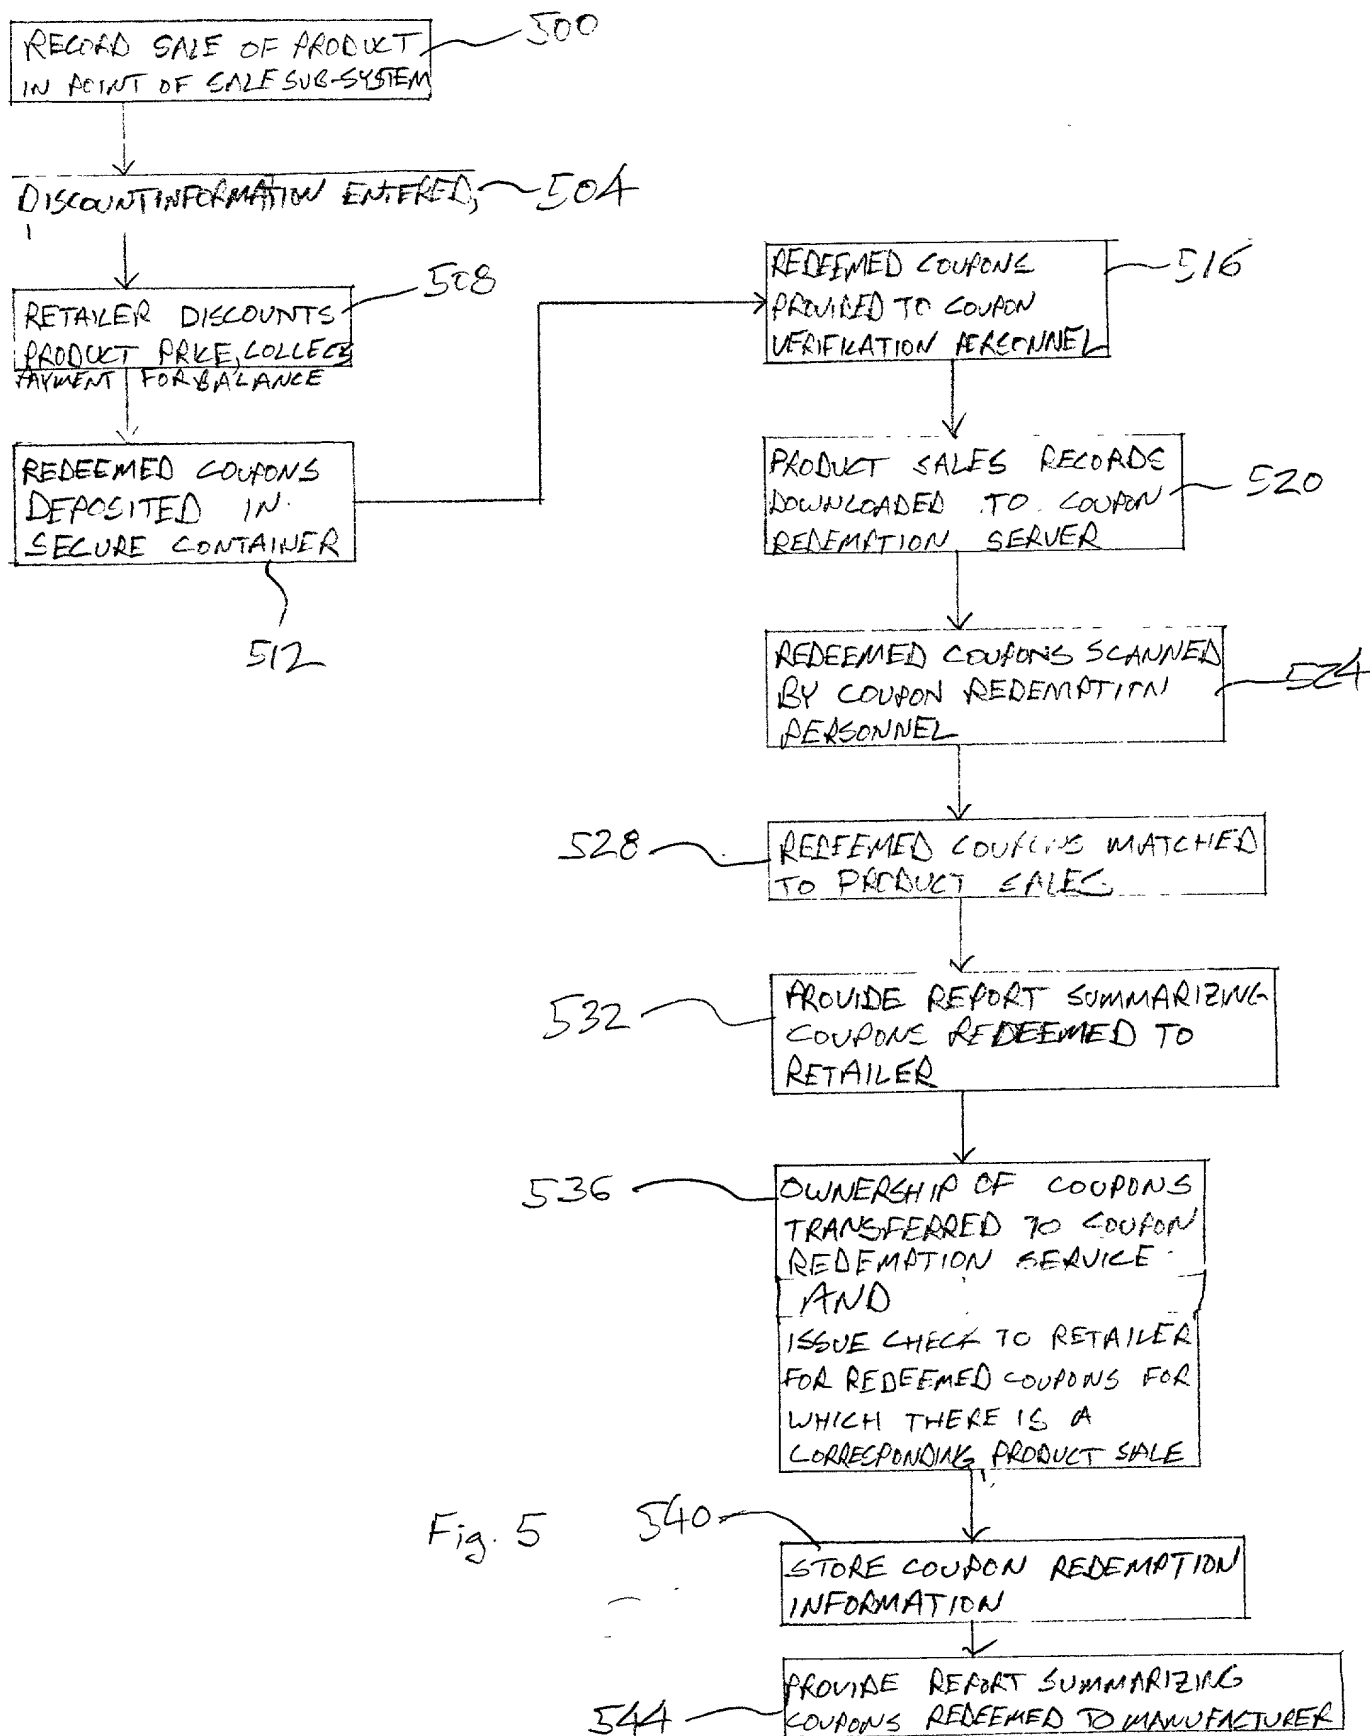 RECORD SALE OF PRODUCT
IN POINT OF SALE SUB-SYSTEM
500
DISCOUNT INFORMATION ENTERED,
504
RETAILER DISCOUNTS
PRODUCT PRICE, COLLECTS
PAYMENT FOR BALANCE
508
REDEEMED COUPONS
DEPOSITED IN
SECURE CONTAINER
512
REDEEMED COUPONS
PROVIDED TO COUPON
VERIFICATION PERSONNEL
516
PRODUCT SALES RECORDS
DOWNLOADED TO COUPON
REDEMPTION SERVER
520
REDEEMED COUPONS SCANNED
BY COUPON REDEMPTION
PERSONNEL
524
528
REDEEMED COUPONS MATCHED
TO PRODUCT SALES.
532
PROVIDE REPORT SUMMARIZING
COUPONS REDEEMED TO
RETAILER
536
OWNERSHIP OF COUPONS
TRANSFERRED TO COUPON
REDEMPTION SERVICE
AND
ISSUE CHECK TO RETAILER
FOR REDEEMED COUPONS FOR
WHICH THERE IS A
CORRESPONDING PRODUCT SALE
Fig. 5
540
STORE COUPON REDEMPTION
INFORMATION
544
PROVIDE REPORT SUMMARIZING
COUPONS REDEEMED TO MANUFACTURER